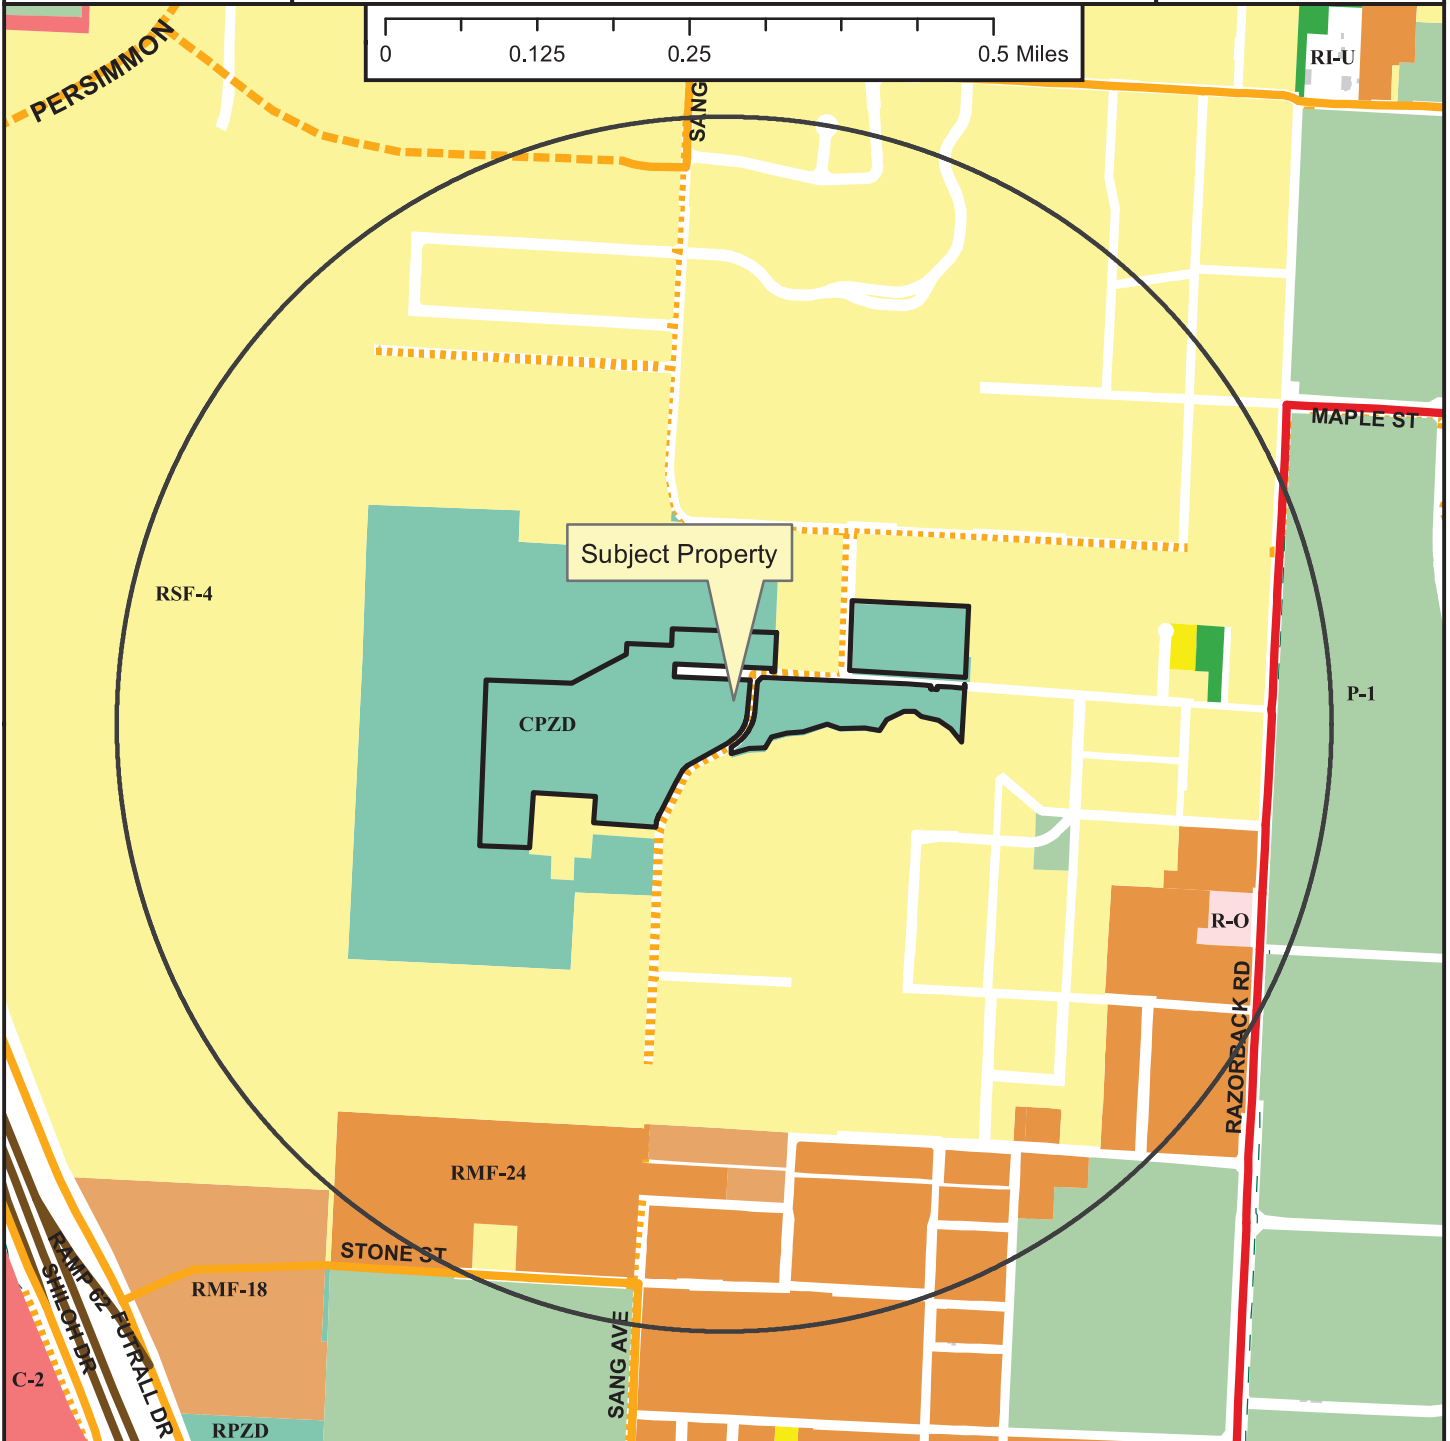 0 0.125 0.25 0.5 Miles
PERSIMMON
SANG
RI-U
MAPLE ST
Subject Property
RSF-4
P-1
CPZD
R-O
RAZORBACK RD
RMF-24
STONE ST
RMF-18
RAMP 62
SHILOH DR
FUTRALL DR
SANG AVE
C-2
RPZD